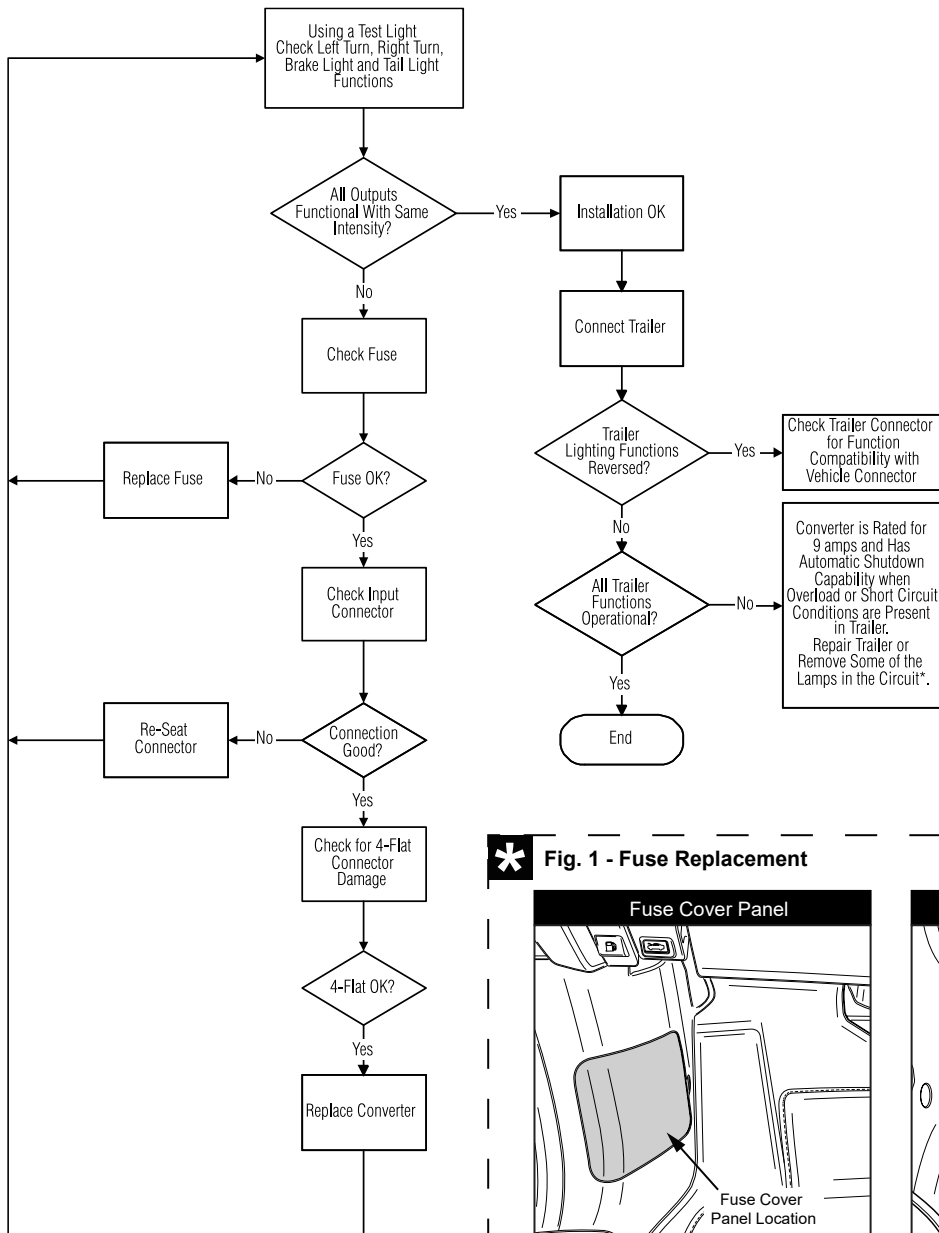 Using a Test Light
Check Left Turn, Right Turn,
Brake Light and Tail Light
Functions
All Outputs
Functional With Same
Intensity?
Yes
Installation OK
No
Connect Trailer
Check Fuse
Trailer
Lighting Functions
Reversed?
Yes
Check Trailer Connector
for Function
Compatibility with
Vehicle Connector
Replace Fuse
No
Fuse OK?
No
Yes
Converter is Rated for
9 amps and Has
Automatic Shutdown
Capability when
Overload or Short Circuit
Conditions are Present
in Trailer.
Repair Trailer or
Remove Some of the
Lamps in the Circuit*.
Check Input
Connector
All Trailer
Functions
Operational?
No
Yes
Re-Seat
Connector
No
Connection
Good?
End
Yes
Check for 4-Flat
Connector
Damage
4-Flat OK?
Yes
Replace Converter
* Fig. 1 - Fuse Replacement
Fuse Cover Panel
Fuse Cover
Panel Location